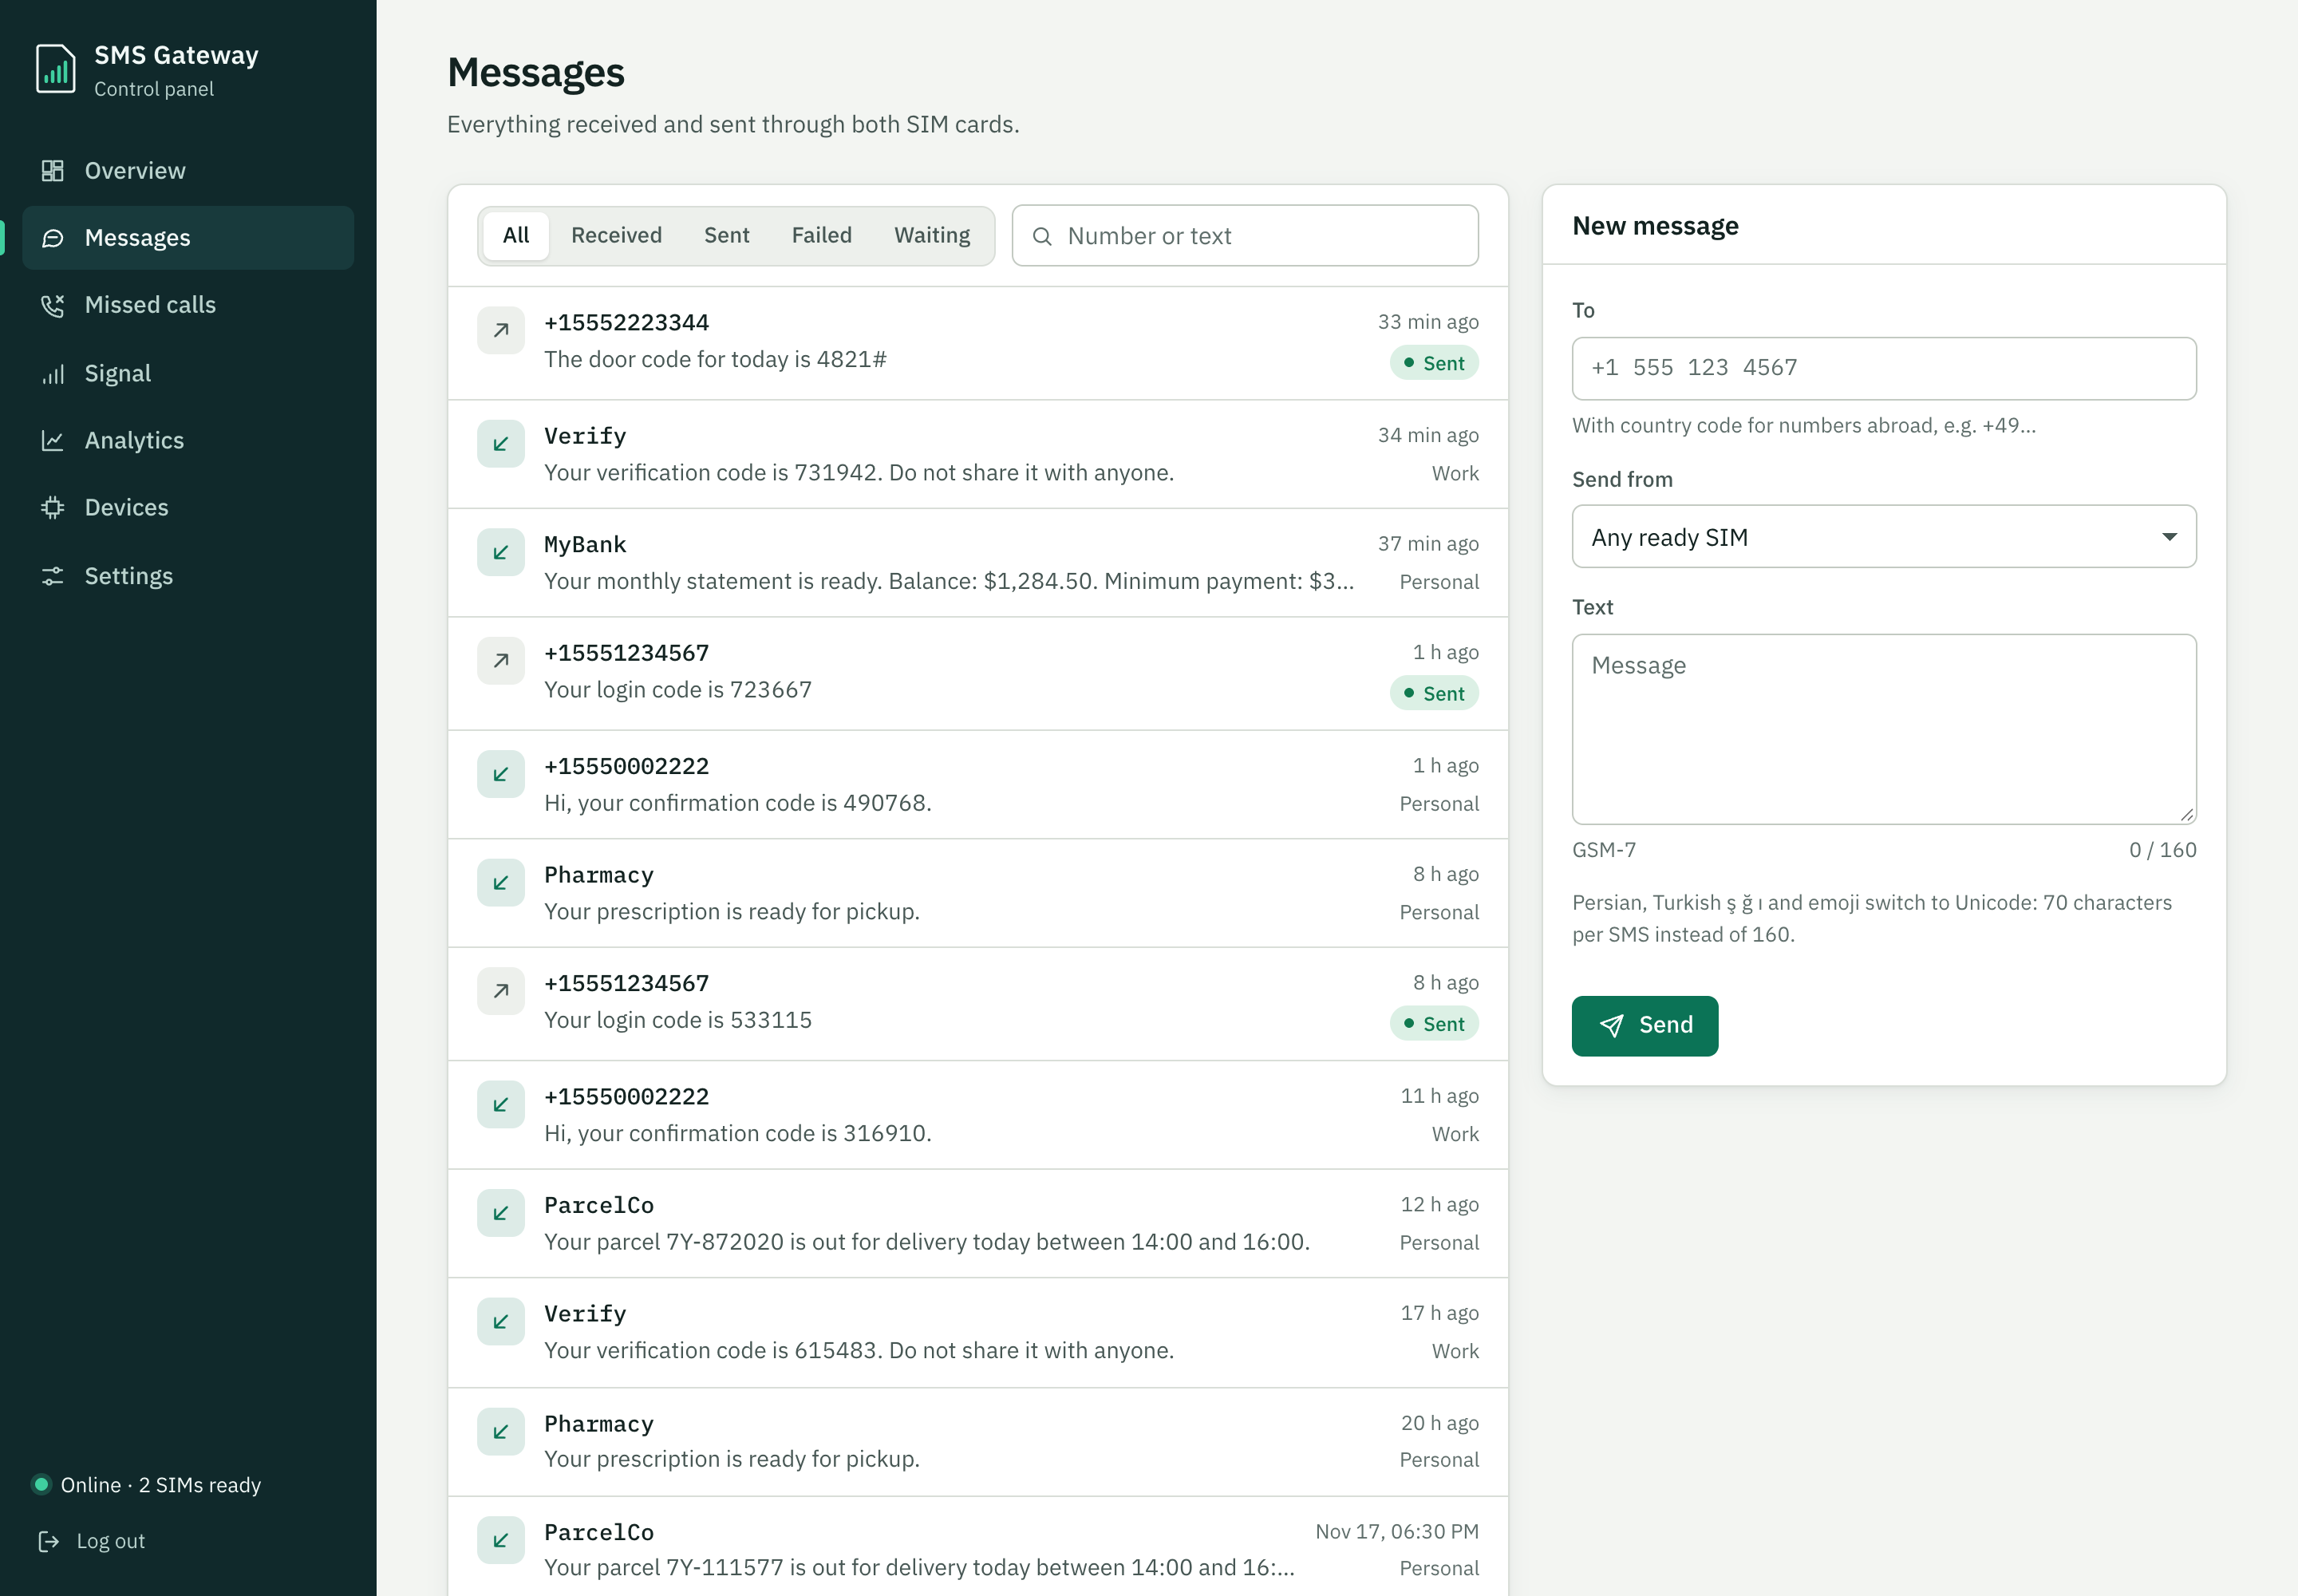 SMS Gateway
Control panel
Overview
Messages
Missed calls
Signal
Analytics
Devices
Settings
Online · 2 SIMs ready
Log out
Messages
Everything received and sent through both SIM cards.
All Received Sent Failed Waiting
Number or text
+15552223344 33 min ago
The door code for today is 4821# Sent
Verify 34 min ago
Your verification code is 731942. Do not share it with anyone. Work
MyBank 37 min ago
Your monthly statement is ready. Balance: $1,284.50. Minimum payment: $3... Personal
+15551234567 1 h ago
Your login code is 723667 Sent
+15550002222 1 h ago
Hi, your confirmation code is 490768. Personal
Pharmacy 8 h ago
Your prescription is ready for pickup. Personal
+15551234567 8 h ago
Your login code is 533115 Sent
+15550002222 11 h ago
Hi, your confirmation code is 316910. Work
ParcelCo 12 h ago
Your parcel 7Y-872020 is out for delivery today between 14:00 and 16:00. Personal
Verify 17 h ago
Your verification code is 615483. Do not share it with anyone. Work
Pharmacy 20 h ago
Your prescription is ready for pickup. Personal
ParcelCo Nov 17, 06:30 PM
Your parcel 7Y-111577 is out for delivery today between 14:00 and 16:... Personal
New message
To
+1 555 123 4567
With country code for numbers abroad, e.g. +49...
Send from
Any ready SIM
Text
Message
GSM-7 0 / 160
Persian, Turkish ş ğ ı and emoji switch to Unicode: 70 characters
per SMS instead of 160.
Send